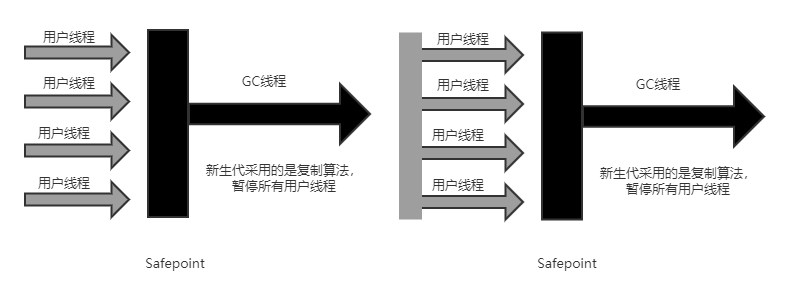 用户线程
用户线程
用户线程
用户线程
GC线程
新生代采用的是复制算法，
暂停所有用户线程
Safepoint
用户线程
用户线程
用户线程
用户线程
GC线程
新生代采用的是复制算法，
暂停所有用户线程
Safepoint